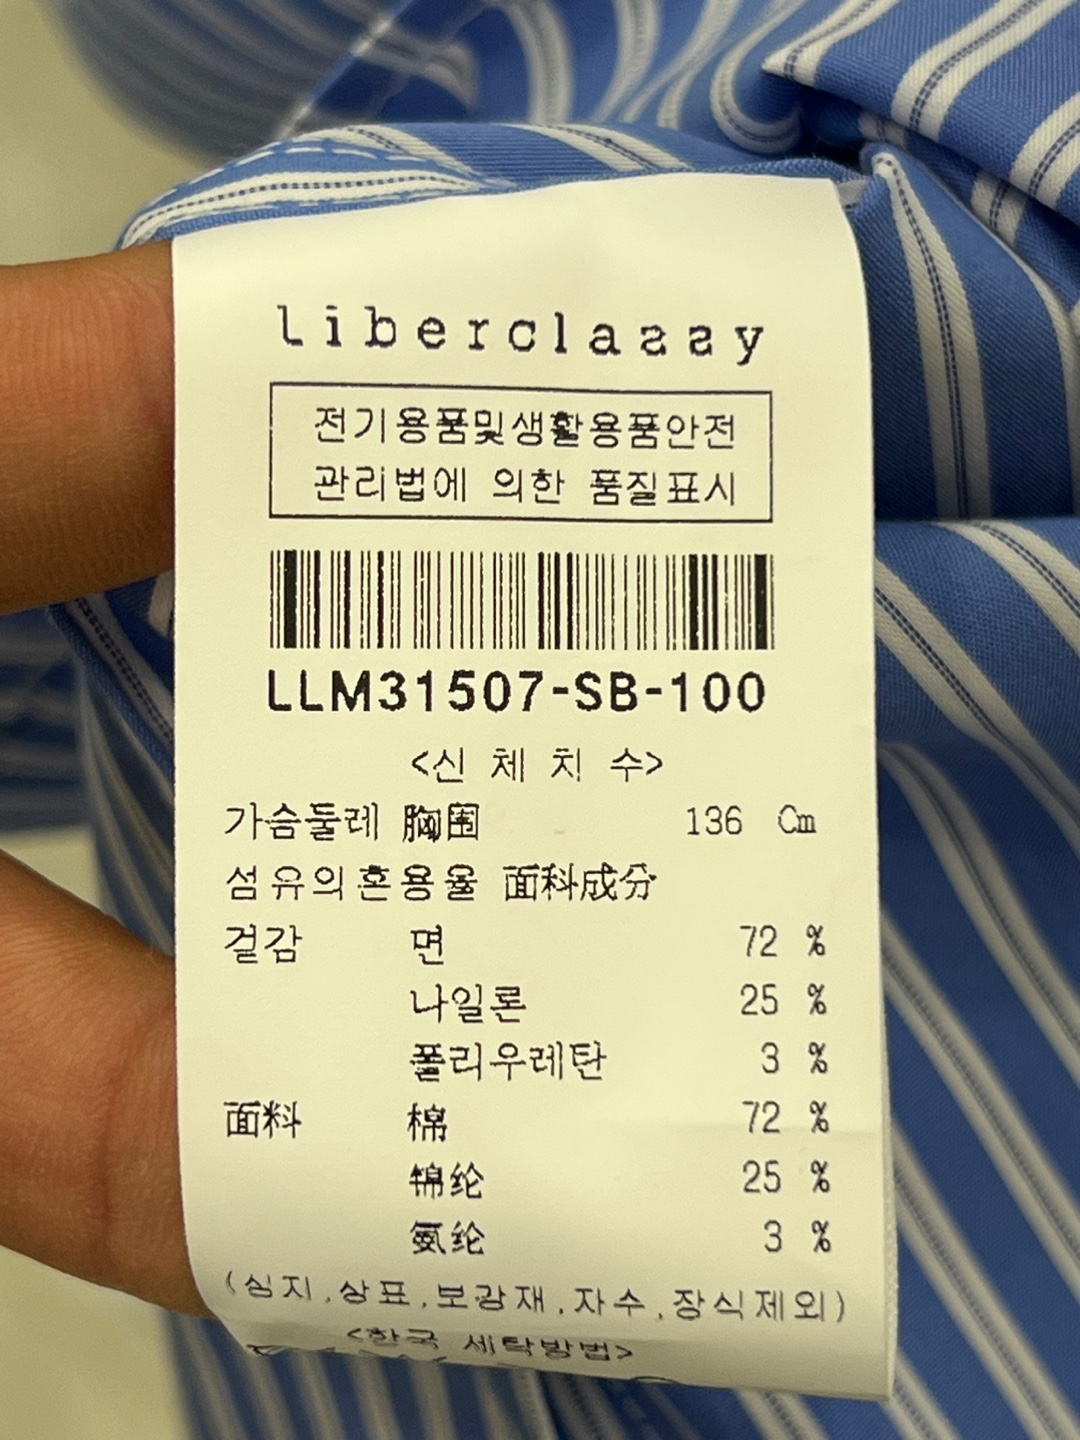 liberclassy
전기용품및생활용품안전
관리법에 의한 품질표시
LLM31507-SB-100
<신 체 치 수>
가슴둘레 胸围 136 Cm
섬유의혼용율 面料成分
겉감 면 72 %
나일론 25 %
폴리우레탄 3 %
面料 棉 72 %
锦纶 25 %
氨纶 3 %
(심지,상표,보강재,자수,장식제외)
<한국 세탁방법>